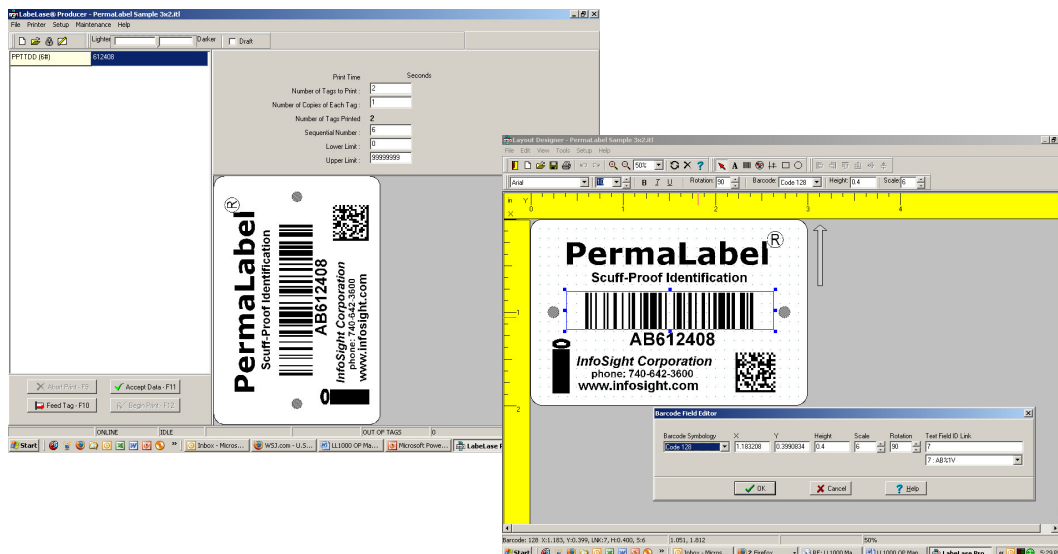 LabeLase® Producer - PermaLabel Sample 3x2.itl
File Printer Setup Maintenance Help
Lighter Darker Draft
PPTTDD (6#) 612408
Print Time Seconds
Number of Tags to Print : 2
Number of Copies of Each Tag : 1
Number of Tags Printed 2
Sequential Number : 6
Lower Limit : 0
Upper Limit : 99999999
PermaLabel®
Scuff-Proof Identification
AB612408
InfoSight Corporation
phone: 740-642-3600
www.infosight.com
Abort Print - F9 Accept Data - F11
Feed Tag - F10 Begin Print - F12
ONLINE IDLE OUT OF TAGS 0
Start Inbox - Micros... WSJ.com - U.S... LL1000 OP Ma... Microsoft Powe... LabeLase P
Layout Designer - PermaLabel Sample 3x2.itl
File Edit View Tools Setup Help
50%
Arial 10 B I U Rotation: 90 Barcode: Code 128 Height: 0.4 Scale: 6
in Y 0 1 2 3 4
X
1
2
PermaLabel®
Scuff-Proof Identification
AB612408
InfoSight Corporation
phone: 740-642-3600
www.infosight.com
Barcode Field Editor
Barcode Symbology X Y Height Scale Rotation Text Field ID Link
Code 128 1.183208 0.3990834 0.4 6 90 7
7 : AB%1V
OK Cancel Help
Barcode: 128 X:1.183, Y:0.399, LNK:7, H:0.400, S:6 1.051, 1.812 50%
Start Inbox - Micros... 2 Firefox RE: LL1000 Ma... LL1000 OP Man... LabeLase Pro...